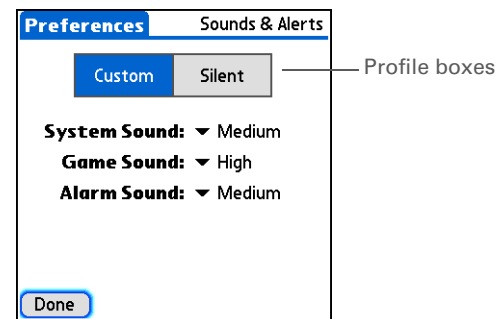 Preferences Sounds & Alerts
Custom Silent Profile boxes
System Sound: Medium
Game Sound: High
Alarm Sound: Medium
Done